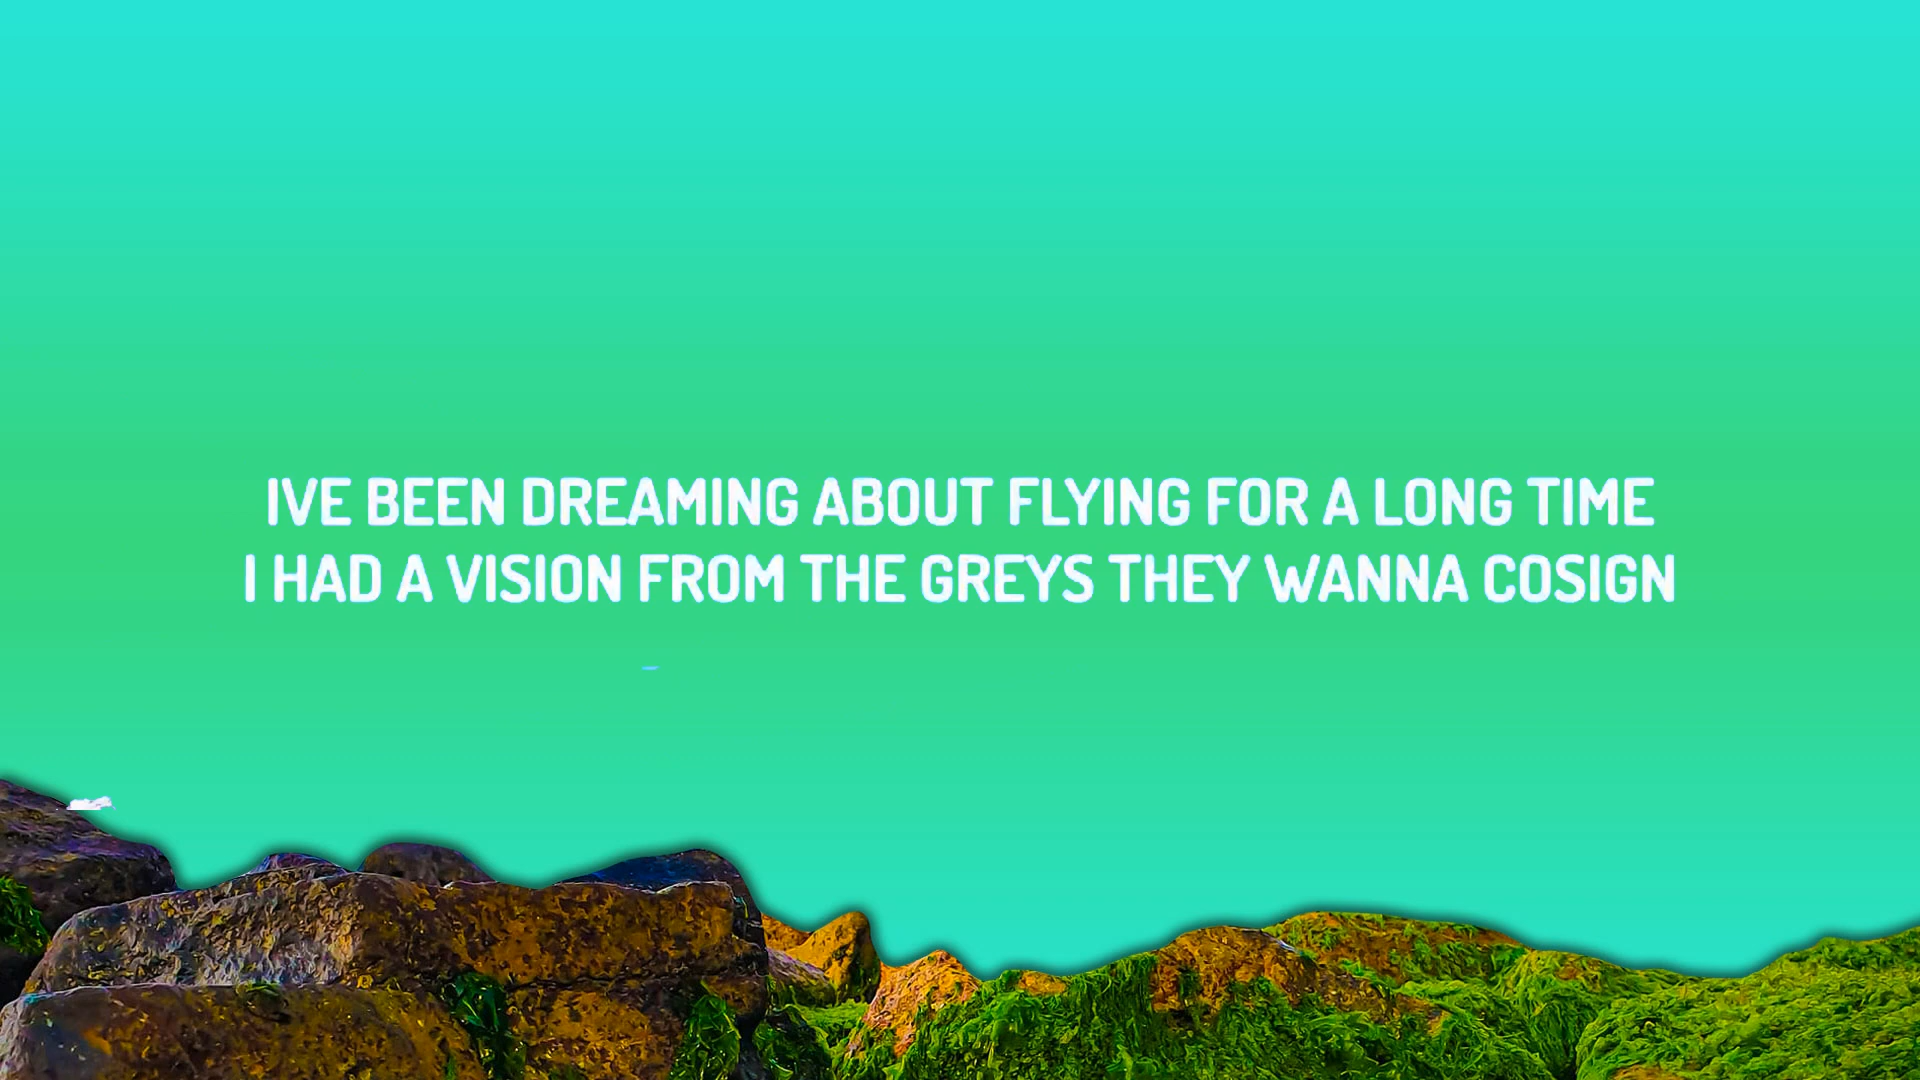 IVE BEEN DREAMING ABOUT FLYING FOR A LONG TIME
I HAD A VISION FROM THE GREYS THEY WANNA COSIGN